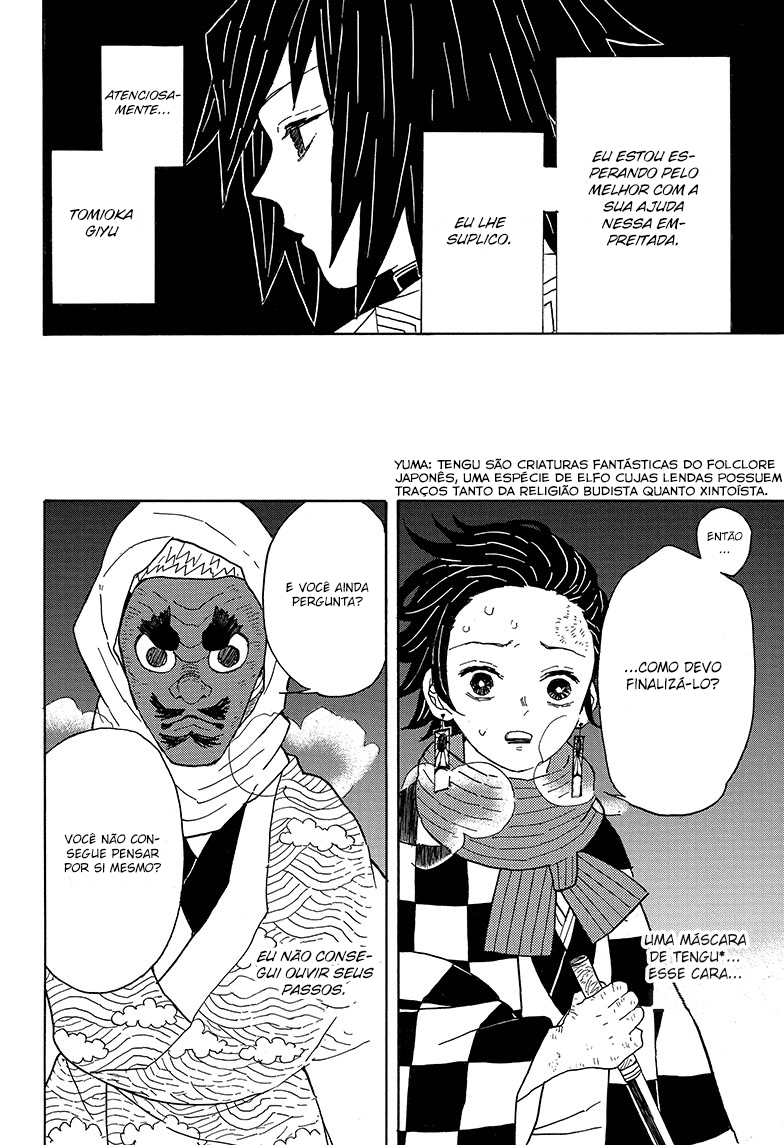 EU ESTOU ES-
PERANDO PELO
MELHOR COM A
SUA AJUDA
NESSA EM-
PREITADA.
EU LHE
SUPLICO.
ATENCIOSA-
MENTE...
TOMIOKA
GIYU
YUMA: TENGU SÃO CRIATURAS FANTÁSTICAS DO FOLCLORE
JAPONÊS, UMA ESPÉCIE DE ELFO CUJAS LENDAS POSSUEM
TRAÇOS TANTO DA RELIGIÃO BUDISTA QUANTO XINTOÍSTA.
ENTÃO
...
...COMO DEVO
FINALIZÁ-LO?
UMA MÁSCARA
DE TENGU*...
ESSE CARA...
E VOCÊ AINDA
PERGUNTA?
VOCÊ NÃO CON-
SEGUE PENSAR
POR SI MESMO?
EU NÃO CONSE-
GUI OUVIR SEUS
PASSOS.